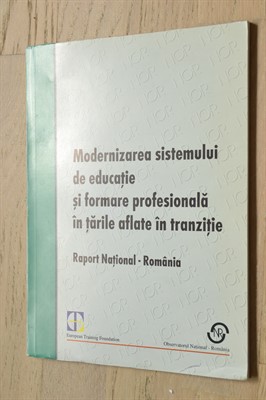 Modernizarea sistemului
de educație
și formare profesională
în țările aflate în tranziție
Raport Național - România
European Training Foundation
Observatorul Național - România